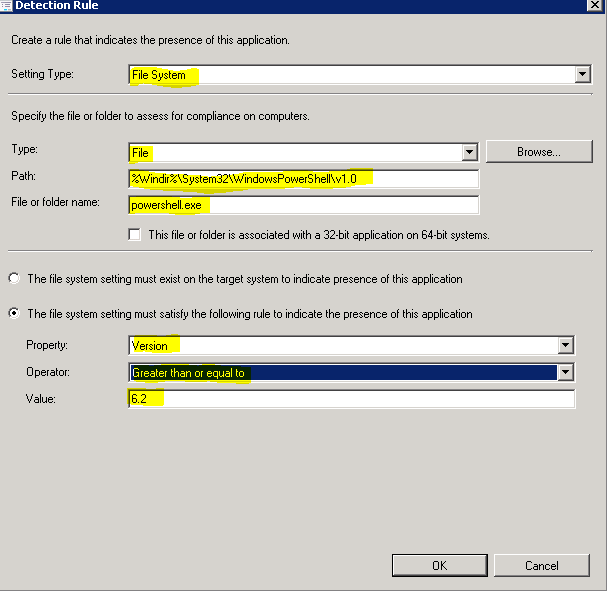 Detection Rule
Create a rule that indicates the presence of this application.
Setting Type: File System
Specify the file or folder to assess for compliance on computers.
Type: File Browse...
Path: %Windir%\System32\WindowsPowerShell\v1.0
File or folder name: powershell.exe
This file or folder is associated with a 32-bit application on 64-bit systems.
The file system setting must exist on the target system to indicate presence of this application
The file system setting must satisfy the following rule to indicate the presence of this application
Property: Version
Operator: Greater than or equal to
Value: 6.2
OK Cancel